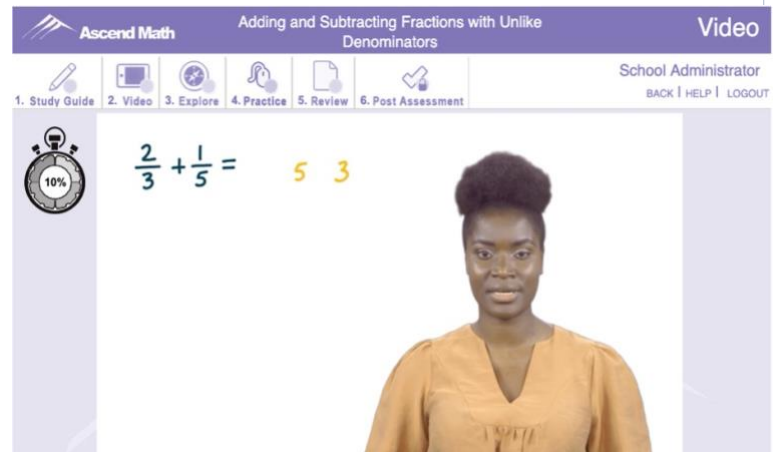 Ascend Math
Adding and Subtracting Fractions with Unlike
Denominators
Video
1. Study Guide
2. Video
3. Explore
4. Practice
5. Review
6. Post Assessment
School Administrator
BACK | HELP | LOGOUT
10%
2/3 + 1/5 =
5 3